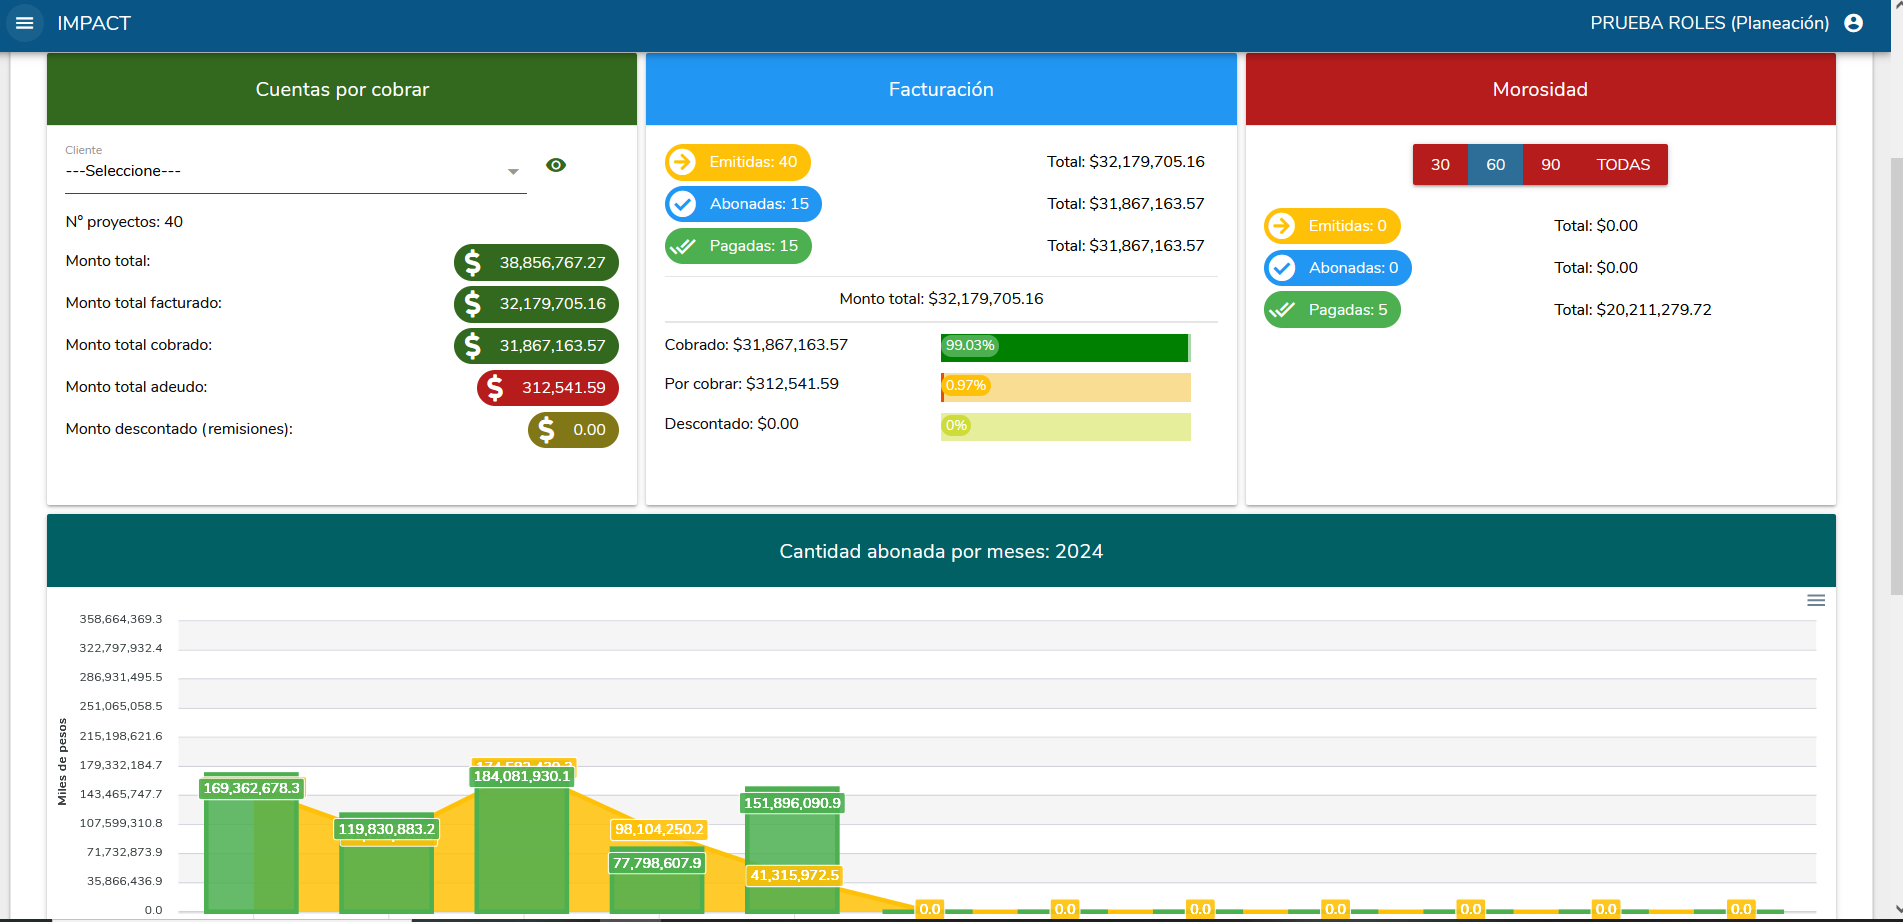 IMPACT
PRUEBA ROLES (Planeación)
Cuentas por cobrar
Cliente
---Seleccione---
N° proyectos: 40
Monto total:
$ 38,856,767.27
Monto total facturado:
$ 32,179,705.16
Monto total cobrado:
$ 31,867,163.57
Monto total adeudo:
$ 312,541.59
Monto descontado (remisiones):
$ 0.00
Facturación
Emitidas: 40
Total: $32,179,705.16
Abonadas: 15
Total: $31,867,163.57
Pagadas: 15
Total: $31,867,163.57
Monto total: $32,179,705.16
Cobrado: $31,867,163.57
99.03%
Por cobrar: $312,541.59
0.97%
Descontado: $0.00
0%
Morosidad
30 60 90 TODAS
Emitidas: 0
Total: $0.00
Abonadas: 0
Total: $0.00
Pagadas: 5
Total: $20,211,279.72
Cantidad abonada por meses: 2024
Miles de pesos
358,664,369.3
322,797,932.4
286,931,495.5
251,065,058.5
215,198,621.6
179,332,184.7
143,465,747.7
107,599,310.8
71,732,873.9
35,866,436.9
0.0
169,362,678.3
119,830,883.2
184,081,930.1
98,104,250.2
77,798,607.9
151,896,090.9
41,315,972.5
0.0
0.0
0.0
0.0
0.0
0.0
0.0